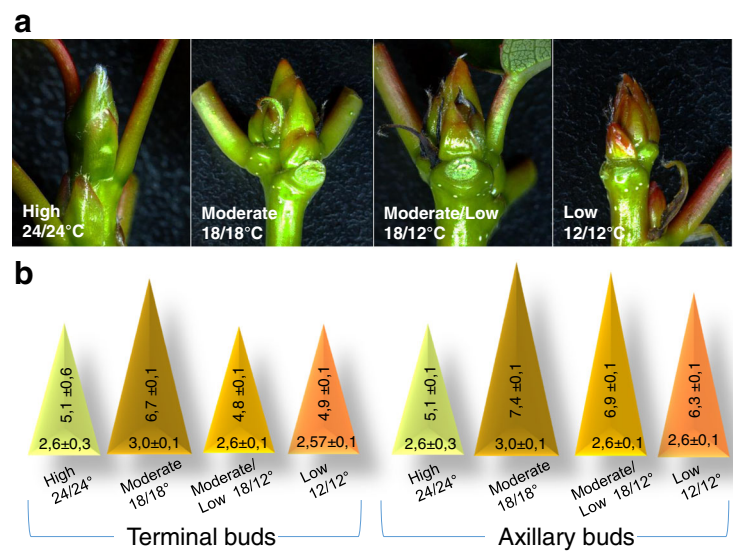 a
High
24/24°C
Moderate
18/18°C
Moderate/Low
18/12°C
Low
12/12°C
b
5,1 ±0,6
2,6±0,3
6,7 ±0,1
3,0±0,1
4,8 ±0,1
2,6±0,1
4,9 ±0,1
2,57±0,1
5,1 ±0,1
2,6±0,3
7,4 ±0,1
3,0±0,1
6,9 ±0,1
2,6±0,1
6,3 ±0,1
2,6±0,1
High
24/24°
Moderate
18/18°
Moderate/
Low 18/12°
Low
12/12°
High
24/24°
Moderate
18/18°
Moderate/
Low 18/12°
Low
12/12°
Terminal buds
Axillary buds